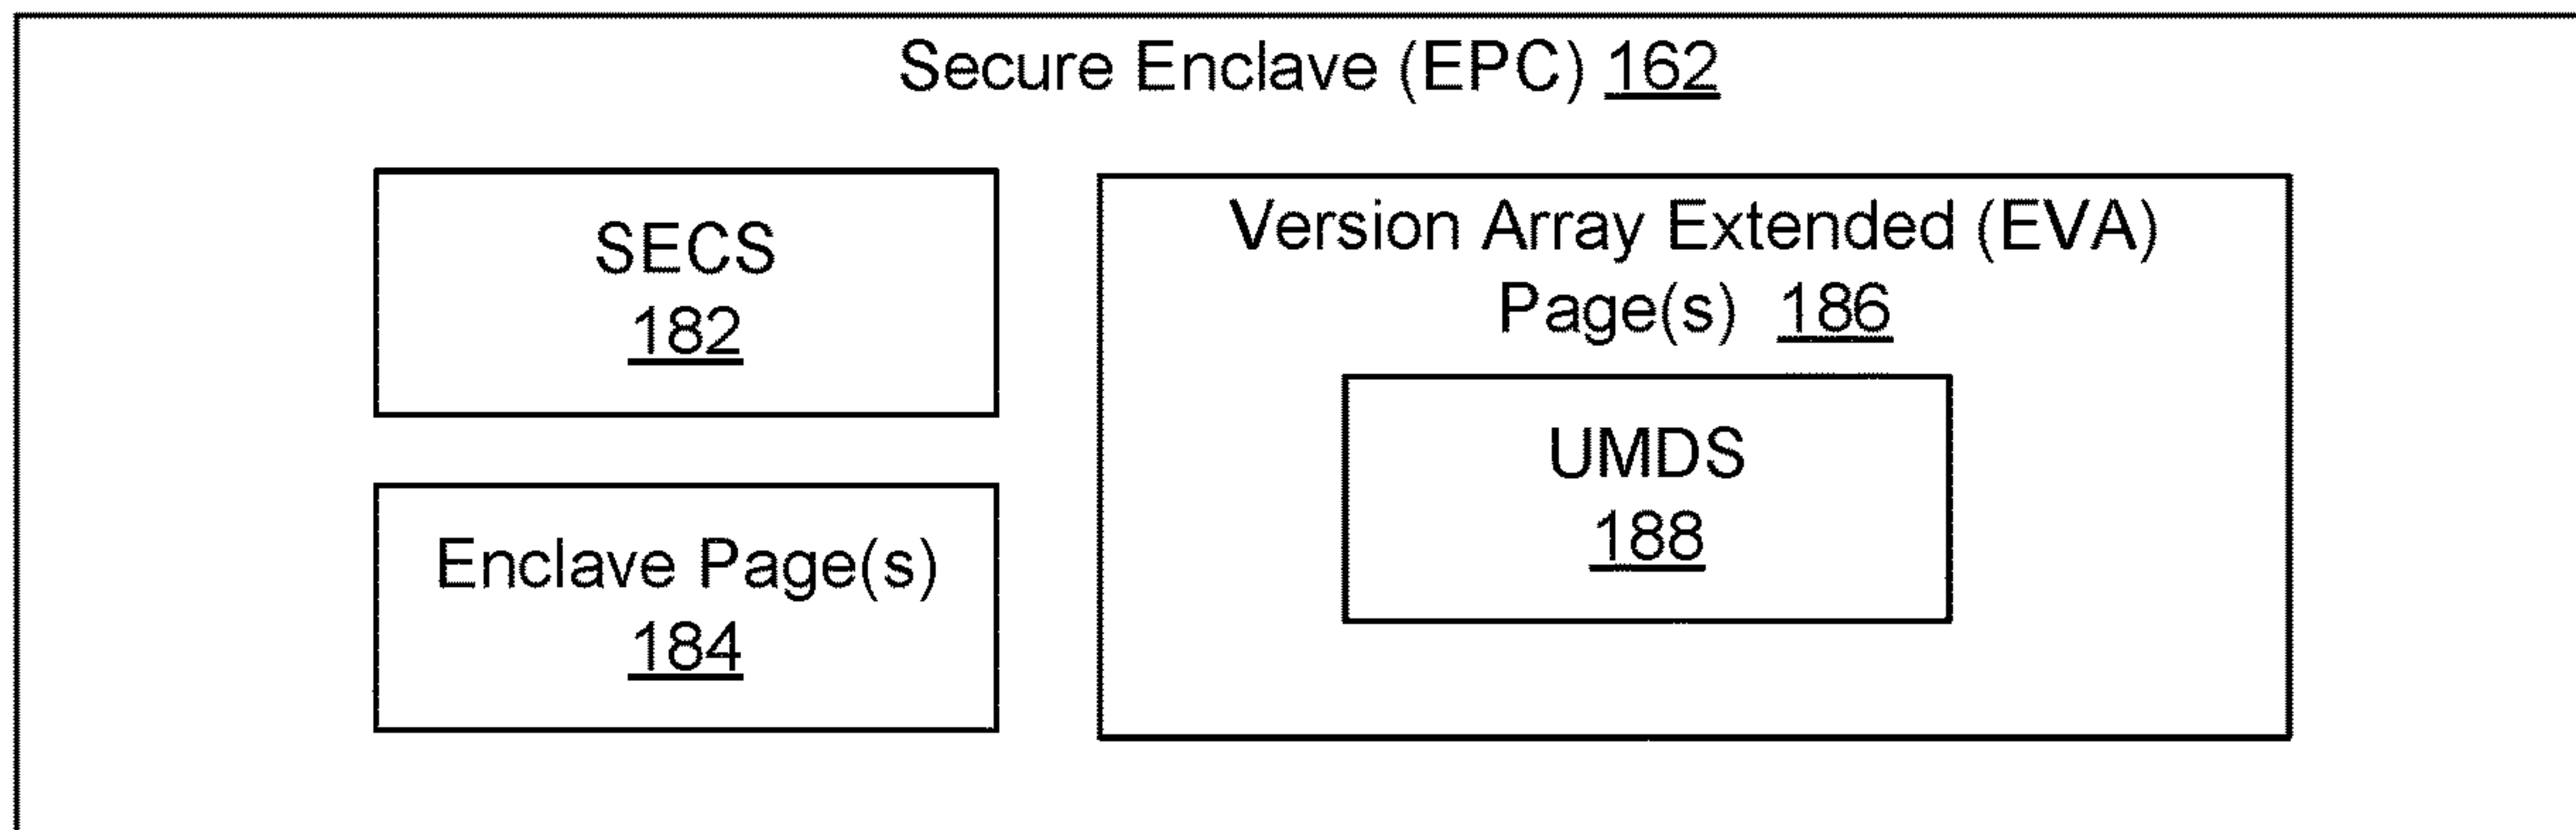 Secure Enclave (EPC) 162
SECS
182
Enclave Page(s)
184
Version Array Extended (EVA)
Page(s) 186
UMDS
188